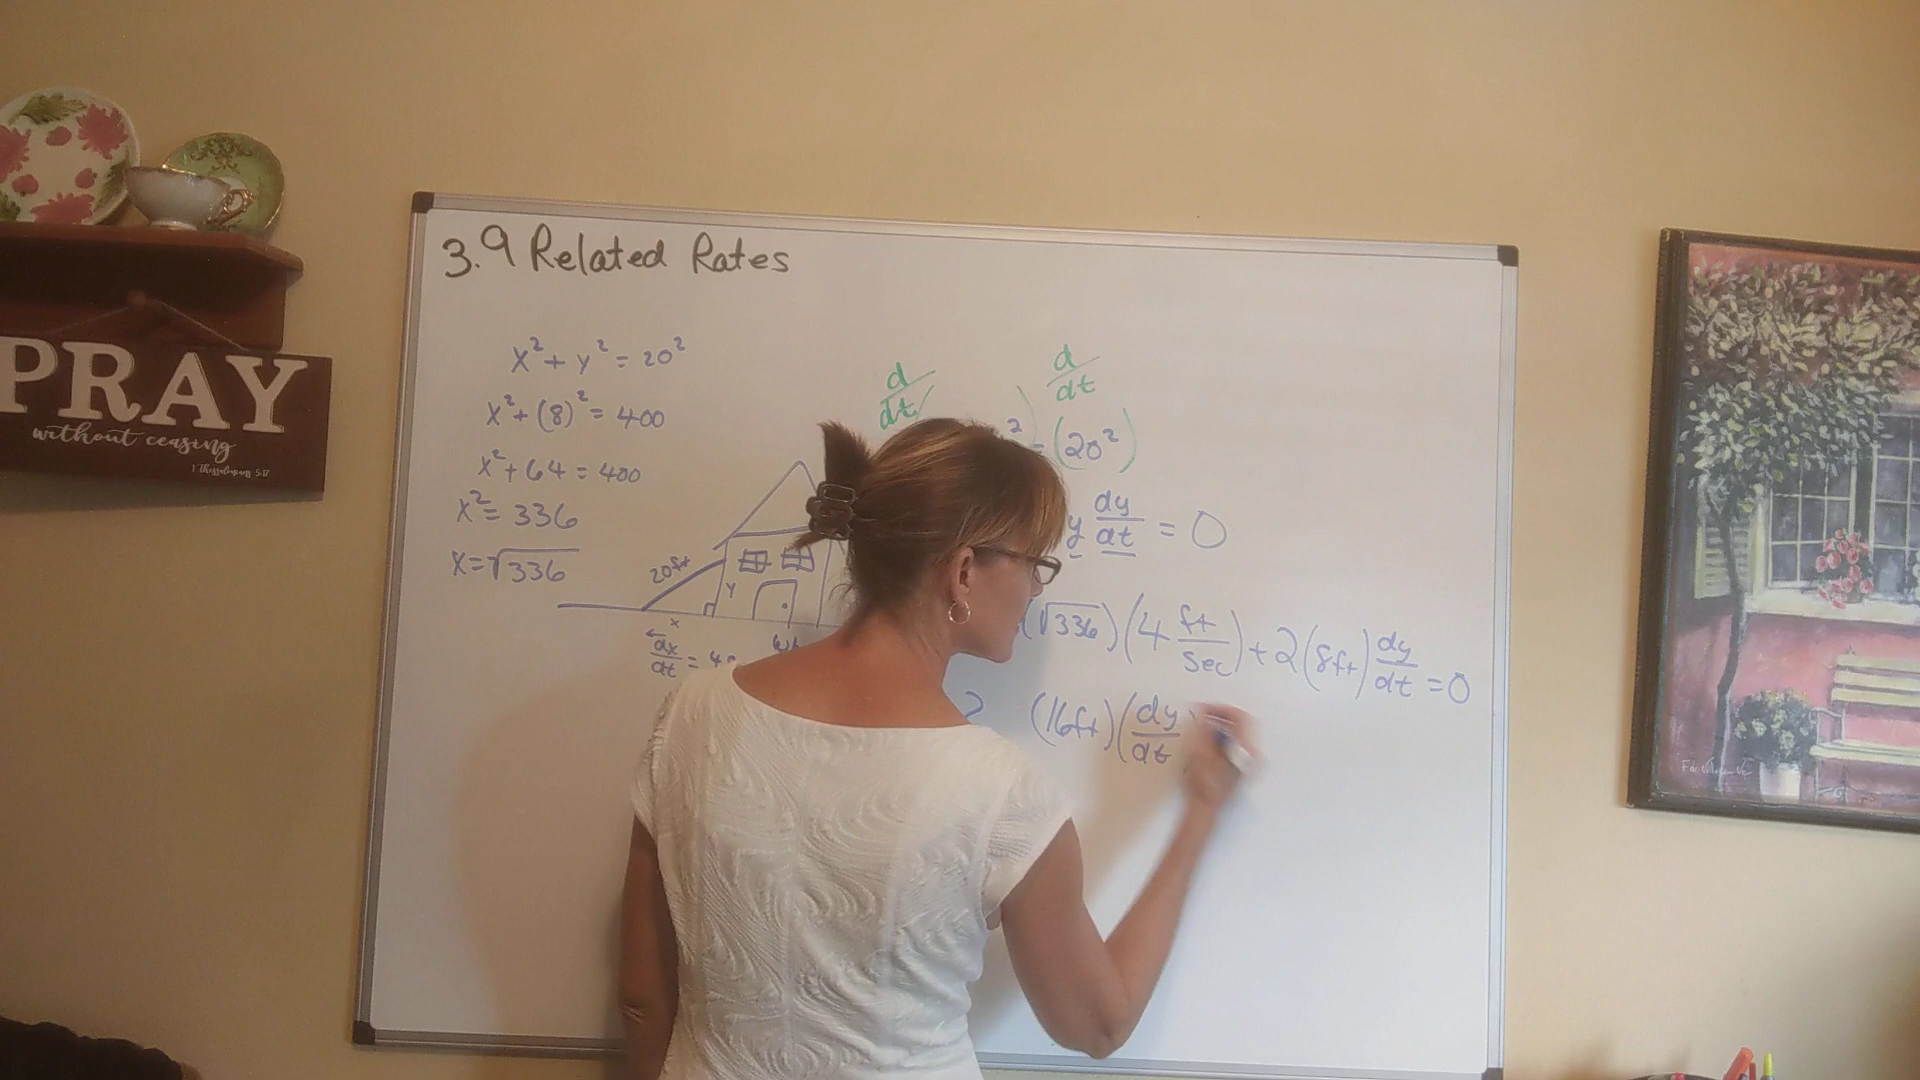 PRAY
without ceasing
1 Thessalonians 5:17
3.9 Related Rates
x² + y² = 20²
x² + (8)² = 400
x² + 64 = 400
x² = 336
x = √336
20ft
y
x
dx/dt = 4
d/dt
d/dt
² ) = (20²)
y dy/dt = 0
(√336)(4 ft/sec) + 2(8ft) dy/dt = 0
(16ft)(dy/dt